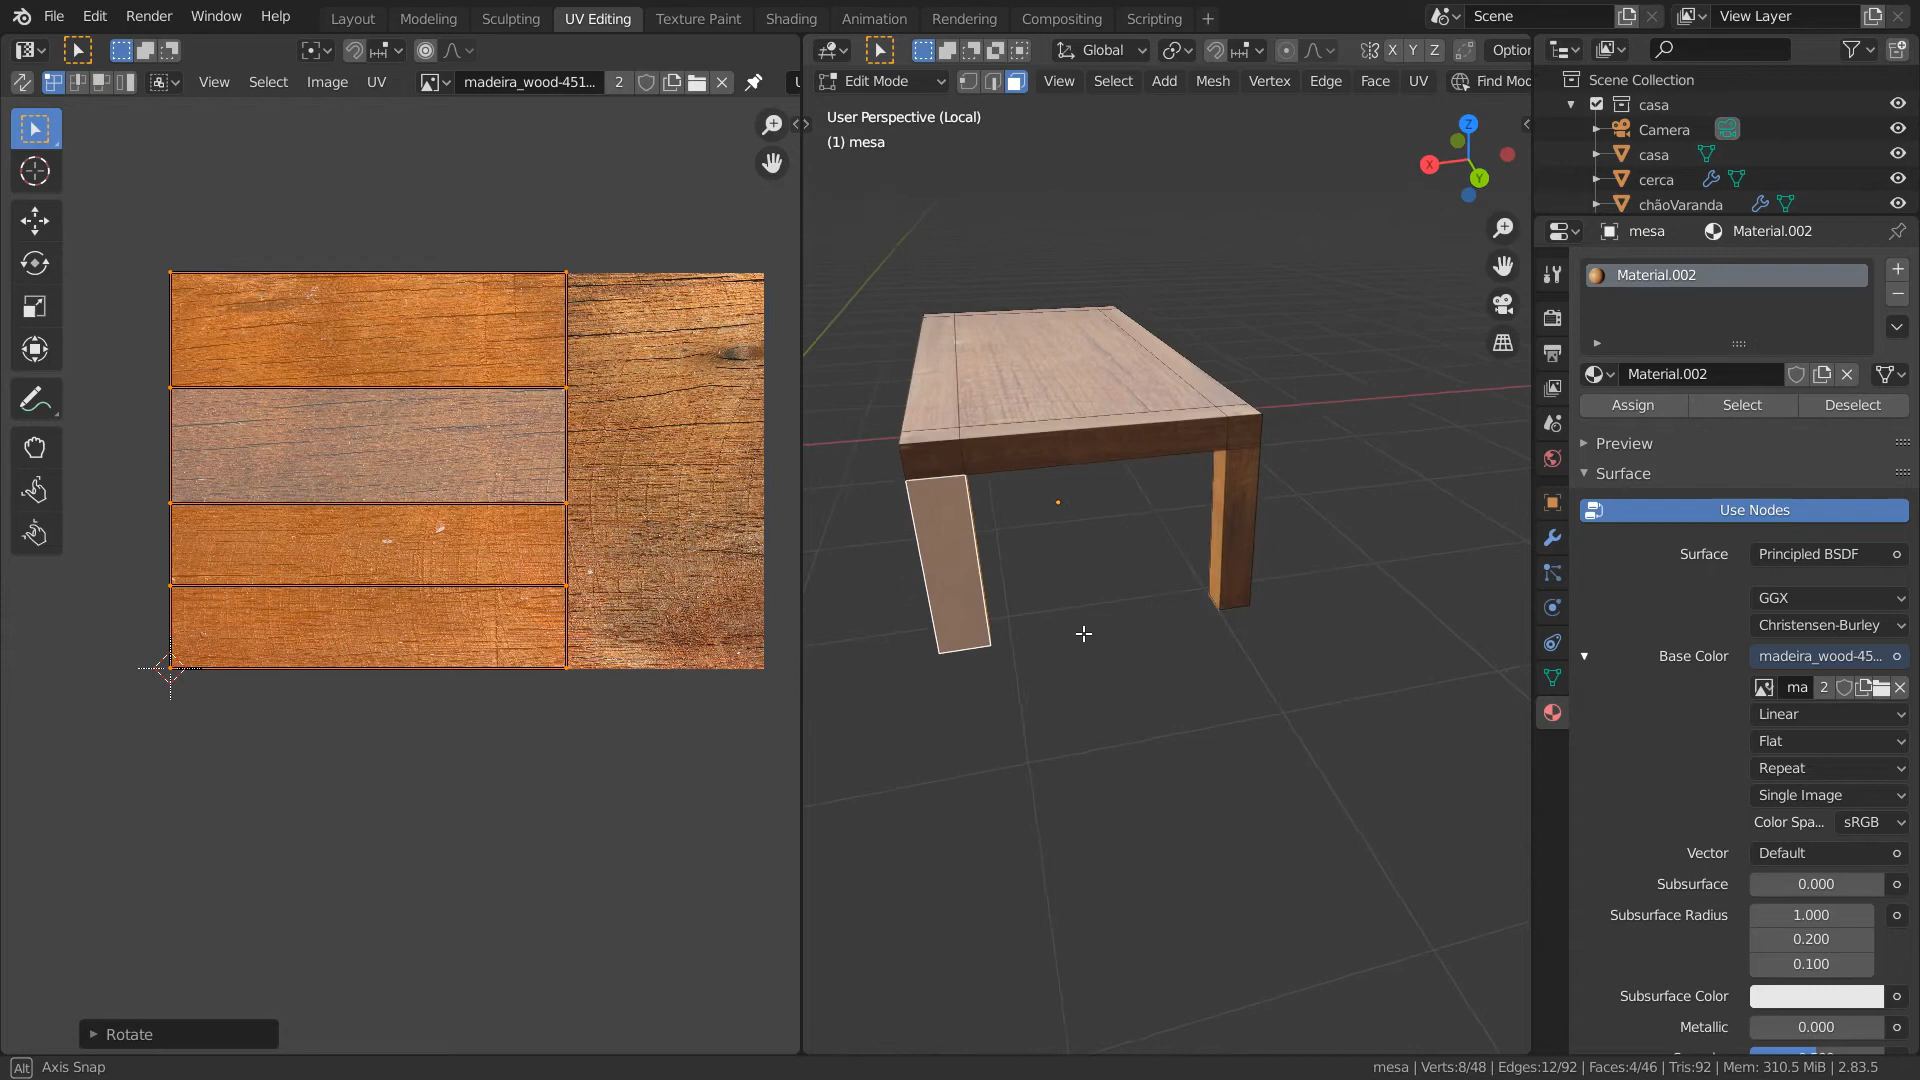 File Edit Render Window Help
Layout Modeling Sculpting UV Editing Texture Paint Shading Animation Rendering Compositing Scripting +
Scene
View Layer
Global
X Y Z
Optior
View Select Image UV
madeira_wood-451... 2
Edit Mode
View Select Add Mesh Vertex Edge Face UV
Find Mod
Scene Collection
casa
Camera
casa
cerca
chãoVaranda
User Perspective (Local)
(1) mesa
Z
X
Y
mesa Material.002
Material.002
Material.002
Assign Select Deselect
Preview
Surface
Use Nodes
Surface Principled BSDF
GGX
Christensen-Burley
Base Color madeira_wood-45...
ma 2
Linear
Flat
Repeat
Single Image
Color Spa... sRGB
Vector Default
Subsurface 0.000
Subsurface Radius 1.000
0.200
0.100
Subsurface Color
Metallic 0.000
Rotate
Alt Axis Snap
mesa | Verts:8/48 | Edges:12/92 | Faces:4/46 | Tris:92 | Mem: 310.5 MiB | 2.83.5